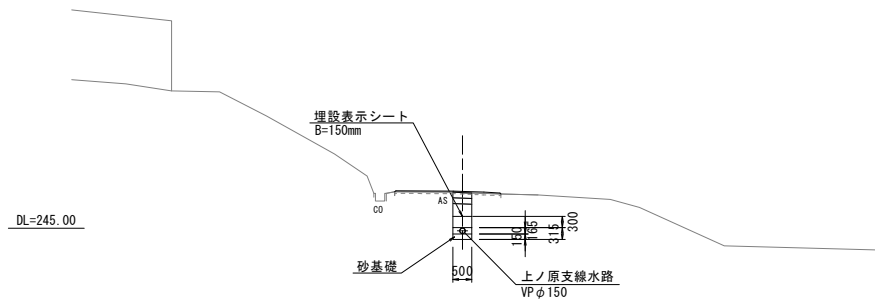 埋設表示シート
B=150mm
AS
CO
DL=245.00
150
165
315
300
砂基礎
500
上ノ原支線水路
VPφ150